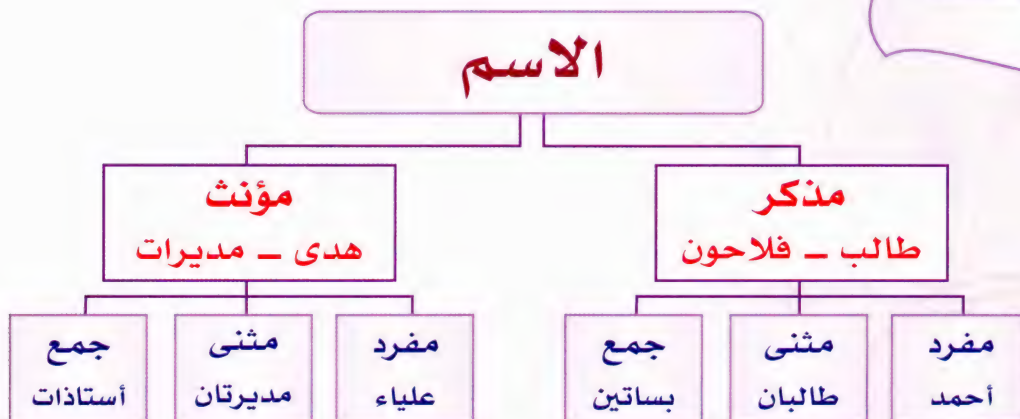 الاسم
مذكر
طالب – فلاحون
مؤنث
هدى – مديرات
مفرد
أحمد
مثنى
طالبان
جمع
بساتين
مفرد
علياء
مثنى
مديرتان
جمع
أستاذات